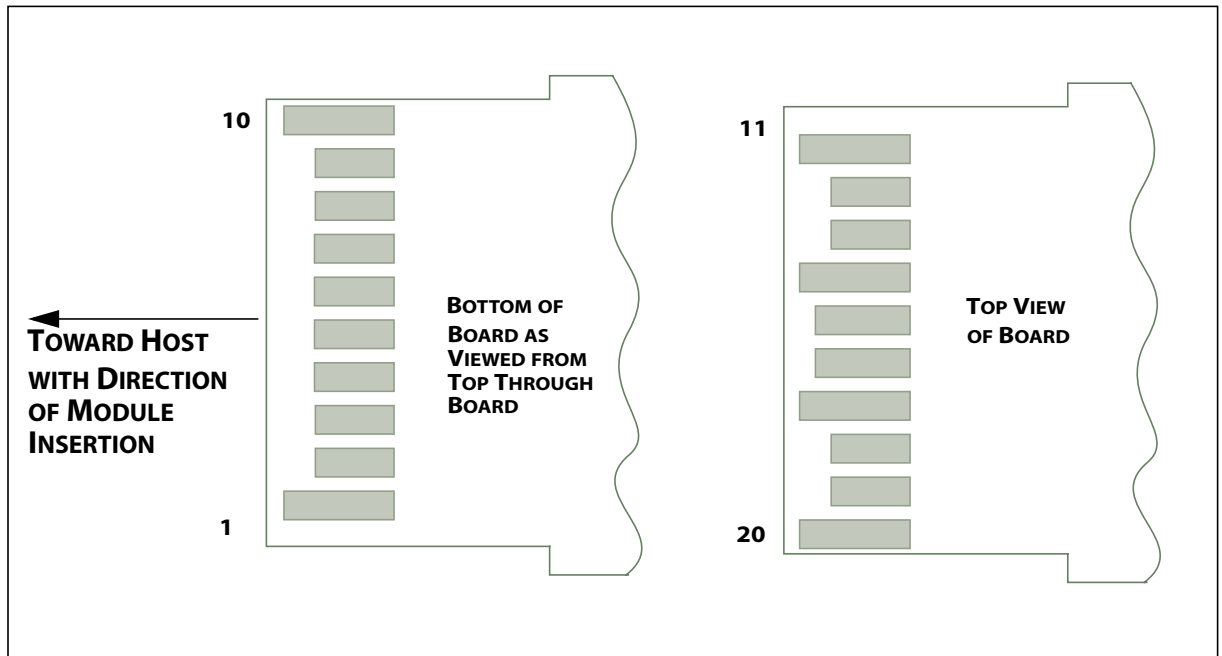 10
1
TOWARD HOST
WITH DIRECTION
OF MODULE
INSERTION
BOTTOM OF
BOARD AS
VIEWED FROM
TOP THROUGH
BOARD
11
20
TOP VIEW
OF BOARD